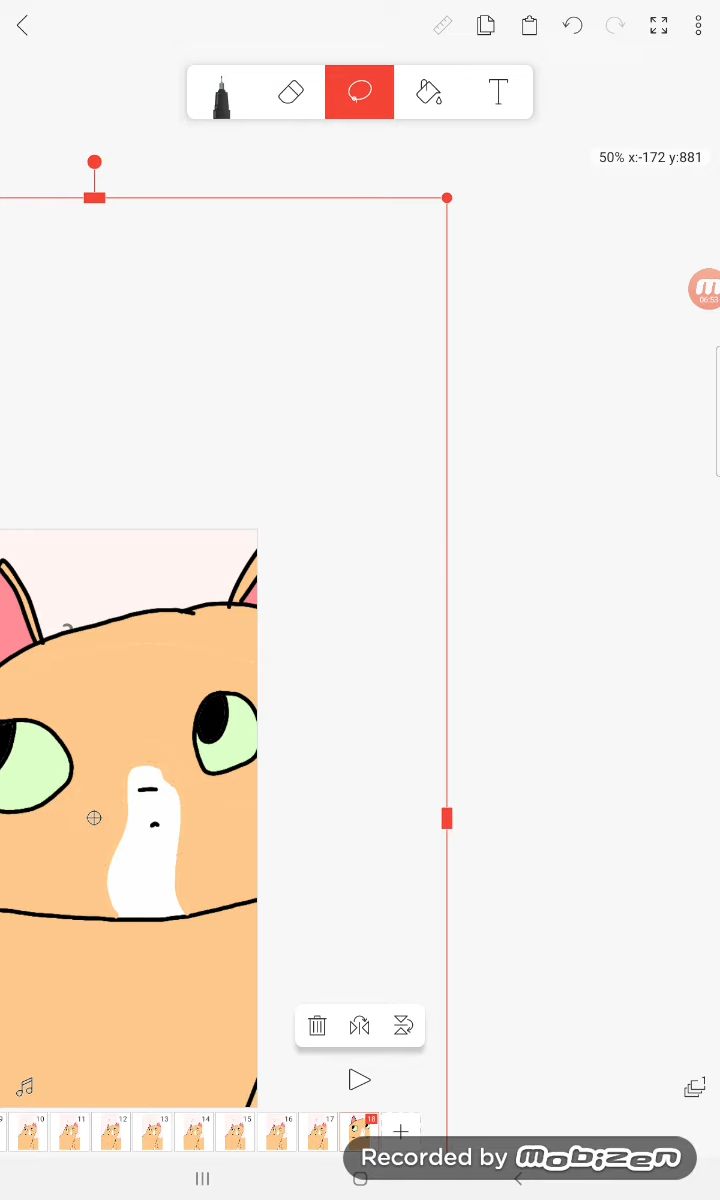 T
50% x:-172 y:881
m
06:53
9 10 11 12 13 14 15 16 17 18
Recorded by mobizen